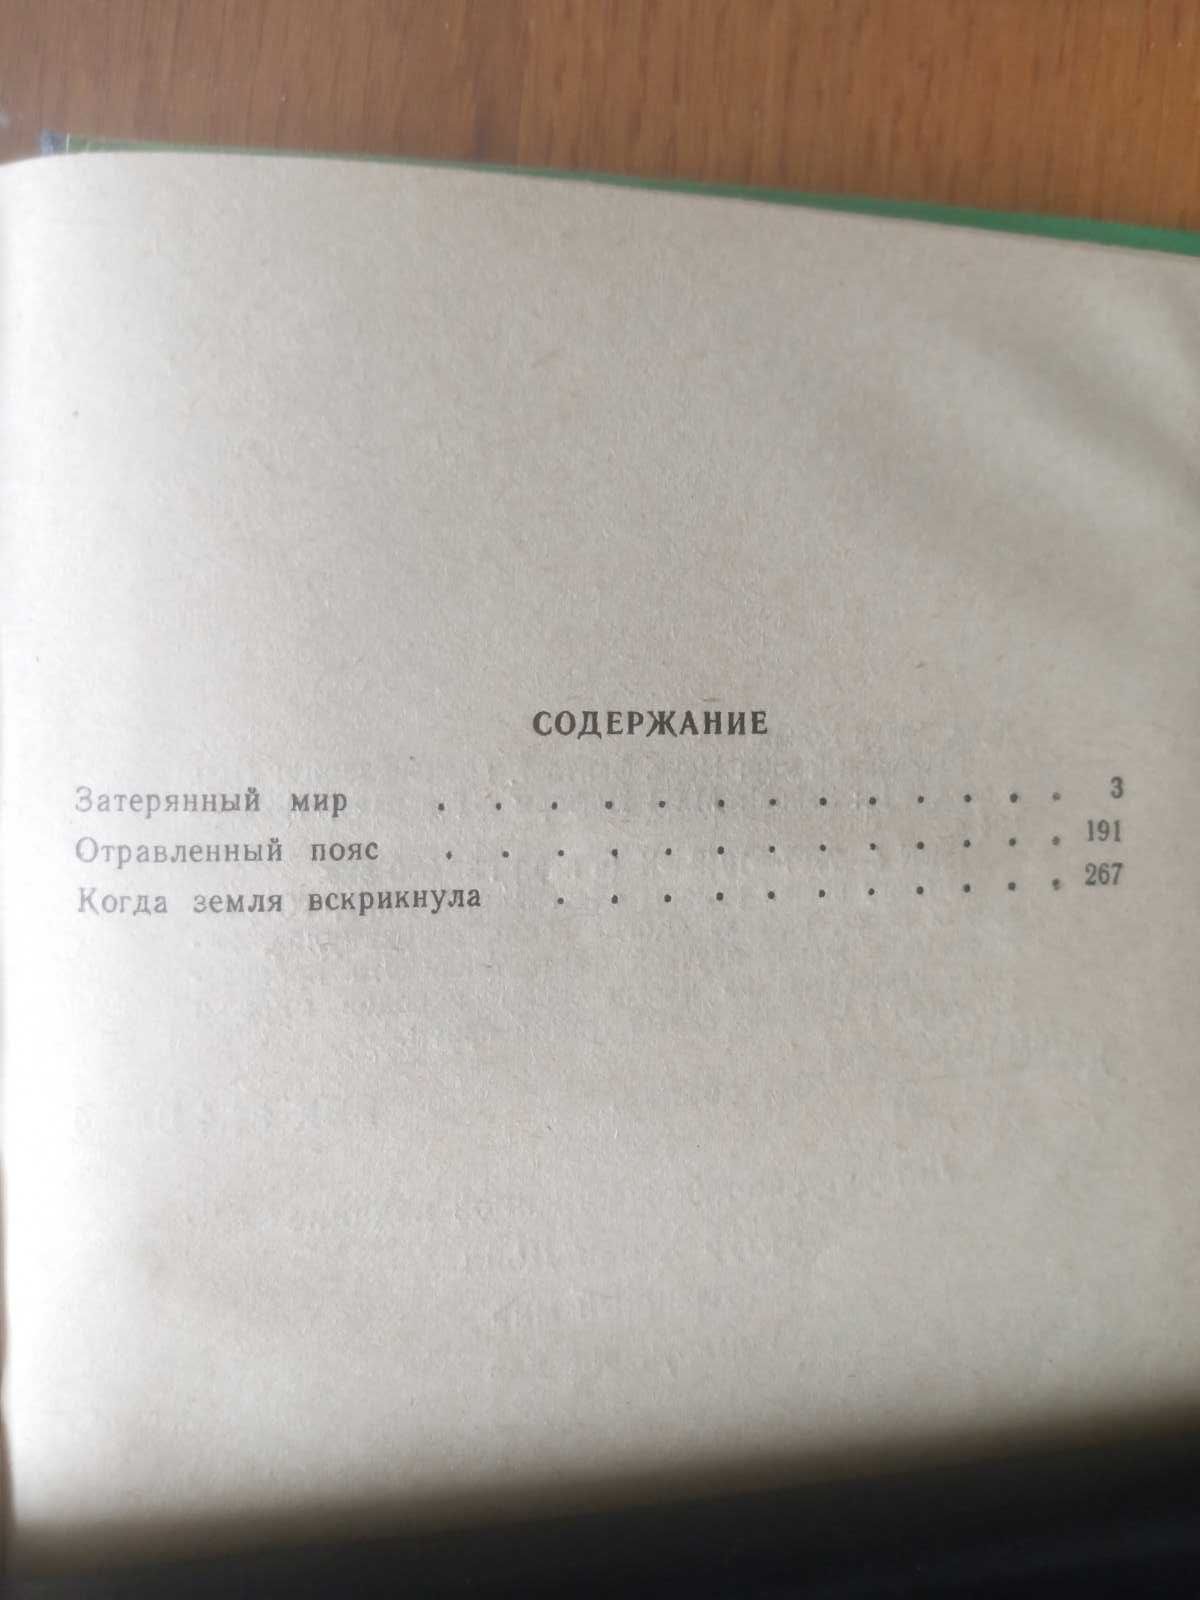 СОДЕРЖАНИЕ
Затерянный мир . . . . . . . . . . . . 3
Отравленный пояс . . . . . . . . . . . . 191
Когда земля вскрикнула . . . . . . . . . . 267